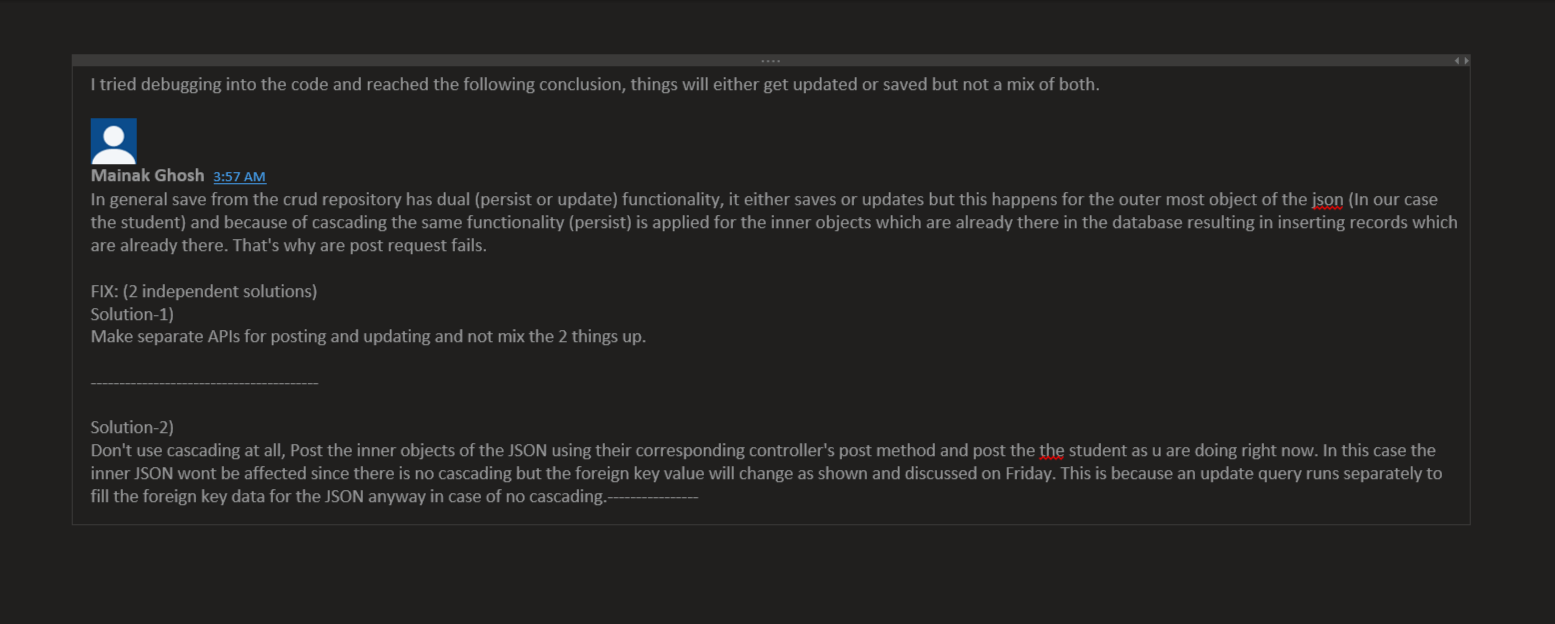 I tried debugging into the code and reached the following conclusion, things will either get updated or saved but not a mix of both.
Mainak Ghosh 3:57 AM
In general save from the crud repository has dual (persist or update) functionality, it either saves or updates but this happens for the outer most object of the json (In our case
the student) and because of cascading the same functionality (persist) is applied for the inner objects which are already there in the database resulting in inserting records which
are already there. That's why are post request fails.
FIX: (2 independent solutions)
Solution-1)
Make separate APIs for posting and updating and not mix the 2 things up.
----------------------------------------
Solution-2)
Don't use cascading at all, Post the inner objects of the JSON using their corresponding controller's post method and post the the student as u are doing right now. In this case the
inner JSON wont be affected since there is no cascading but the foreign key value will change as shown and discussed on Friday. This is because an update query runs separately to
fill the foreign key data for the JSON anyway in case of no cascading.----------------